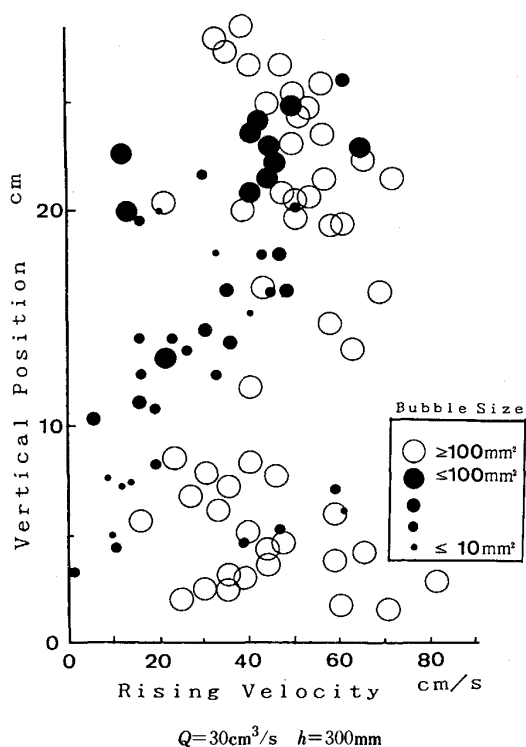 cm
20
10
0
Vertical Position
Bubble Size
≥100mm²
≤100mm²
≤ 10mm²
0
20
40
60
80
Rising Velocity
cm/s
Q=30cm³/s h=300mm